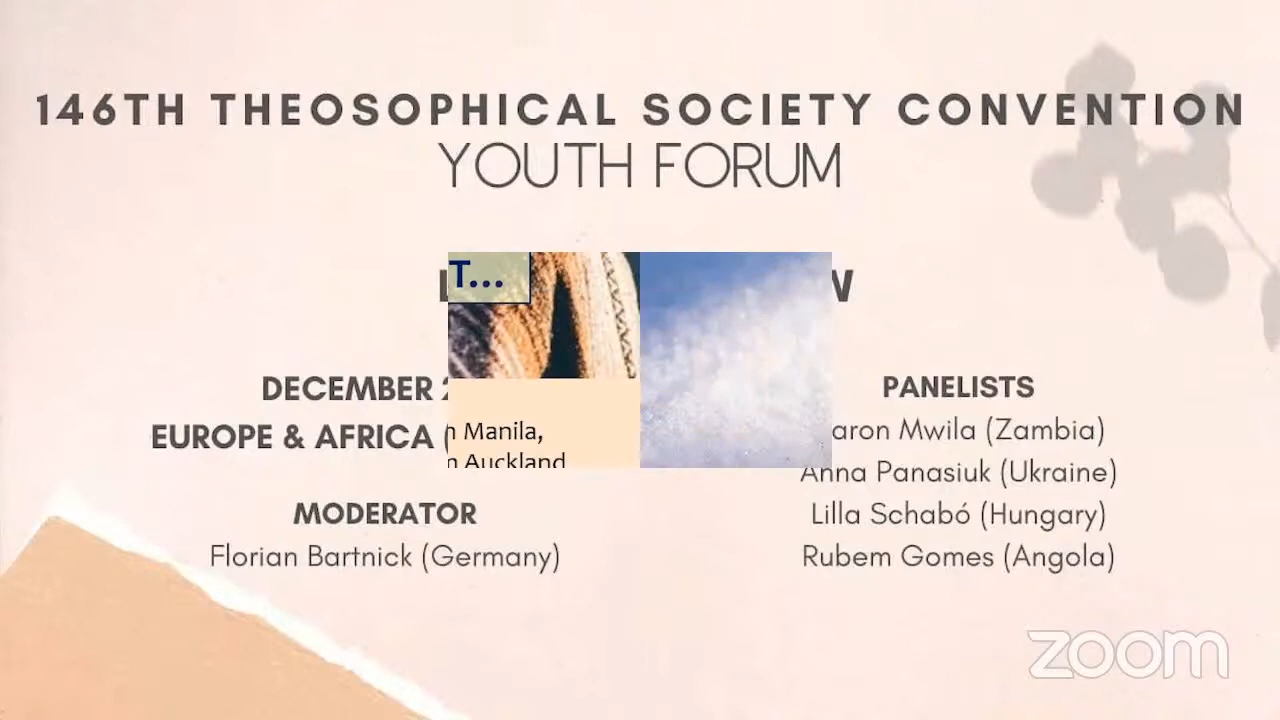 146TH THEOSOPHICAL SOCIETY CONVENTION
YOUTH FORUM
T...
DECEMBER
PANELISTS
EUROPE & AFRICA (
Manila,
aron Mwila (Zambia)
Auckland
Anna Panasiuk (Ukraine)
MODERATOR
Lilla Schabó (Hungary)
Florian Bartnick (Germany)
Rubem Gomes (Angola)
zoom